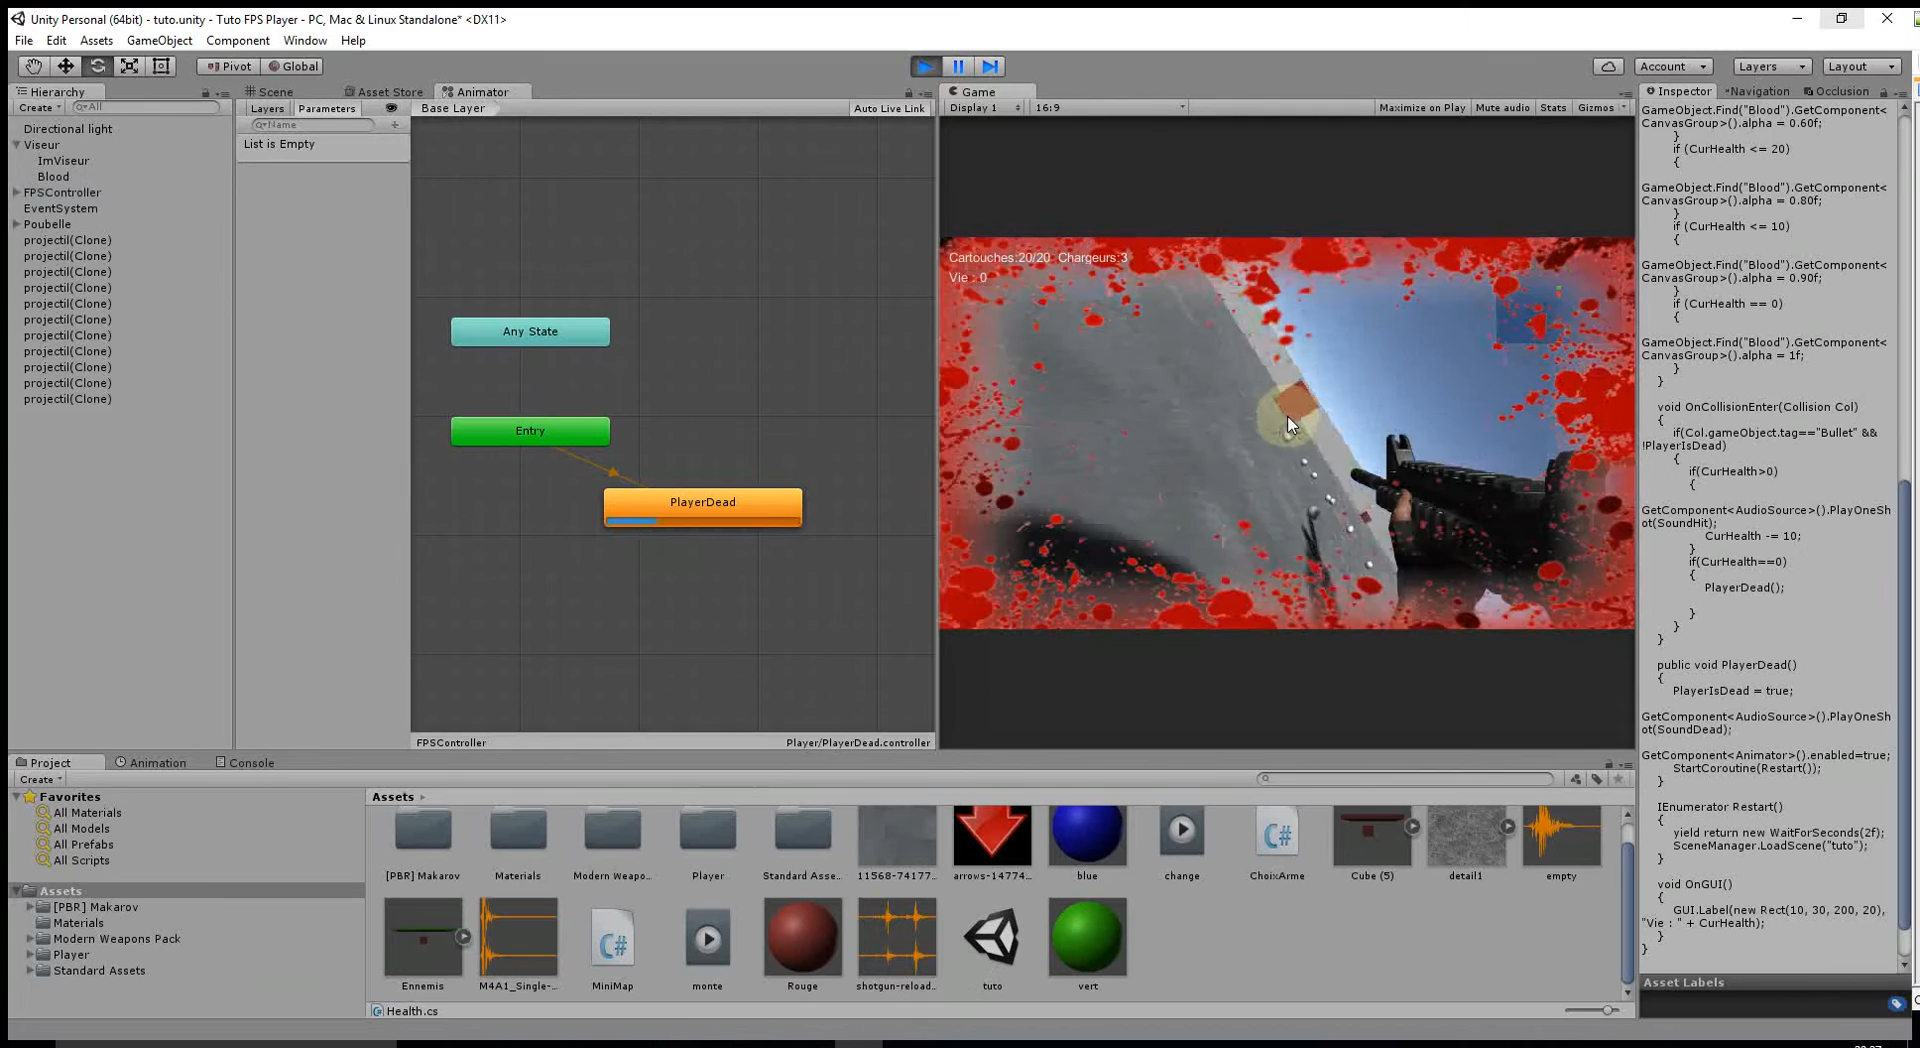 Unity Personal (64bit) - tuto.unity - Tuto FPS Player - PC, Mac & Linux Standalone* <DX11>
File Edit Assets GameObject Component Window Help
Pivot Global
Account Layers Layout
Hierarchy
Create All
Directional light
Viseur
ImViseur
Blood
FPSController
EventSystem
Poubelle
projectil(Clone)
projectil(Clone)
projectil(Clone)
projectil(Clone)
projectil(Clone)
projectil(Clone)
projectil(Clone)
projectil(Clone)
projectil(Clone)
projectil(Clone)
projectil(Clone)
Scene Asset Store Animator
Layers Parameters
Name
List is Empty
Base Layer
Auto Live Link
Any State
Entry
PlayerDead
FPSController
Player/PlayerDead.controller
Game
Display 1 16:9 Maximize on Play Mute audio Stats Gizmos
Cartouches:20/20 Chargeurs:3
Vie : 0
Inspector Navigation Occlusion
GameObject.Find("Blood").GetComponent<
CanvasGroup>().alpha = 0.60f;
}
if (CurHealth <= 20)
{
GameObject.Find("Blood").GetComponent<
CanvasGroup>().alpha = 0.80f;
}
if (CurHealth <= 10)
{
GameObject.Find("Blood").GetComponent<
CanvasGroup>().alpha = 0.90f;
}
if (CurHealth == 0)
{
GameObject.Find("Blood").GetComponent<
CanvasGroup>().alpha = 1f;
}
}
void OnCollisionEnter(Collision Col)
{
if(Col.gameObject.tag=="Bullet" &&
!PlayerIsDead)
{
if(CurHealth>0)
{
GetComponent<AudioSource>().PlayOneSh
ot(SoundHit);
CurHealth -= 10;
}
if(CurHealth==0)
{
PlayerDead();
}
}
}
public void PlayerDead()
{
PlayerIsDead = true;
GetComponent<AudioSource>().PlayOneSh
ot(SoundDead);
GetComponent<Animator>().enabled=true;
StartCoroutine(Restart());
}
IEnumerator Restart()
{
yield return new WaitForSeconds(2f);
SceneManager.LoadScene("tuto");
}
void OnGUI()
{
GUI.Label(new Rect(10, 30, 200, 20),
"Vie : " + CurHealth);
}
}
Asset Labels
Project Animation Console
Create
Favorites
All Materials
All Models
All Prefabs
All Scripts
Assets
[PBR] Makarov
Materials
Modern Weapons Pack
Player
Standard Assets
Assets
[PBR] Makarov Materials Modern Weapo... Player Standard Asse... 11568-74177... arrows-14774... blue change ChoixArme Cube (5) detail1 empty
Ennemis M4A1_Single-... MiniMap monte Rouge shotgun-reload... tuto vert
C# C#
Health.cs